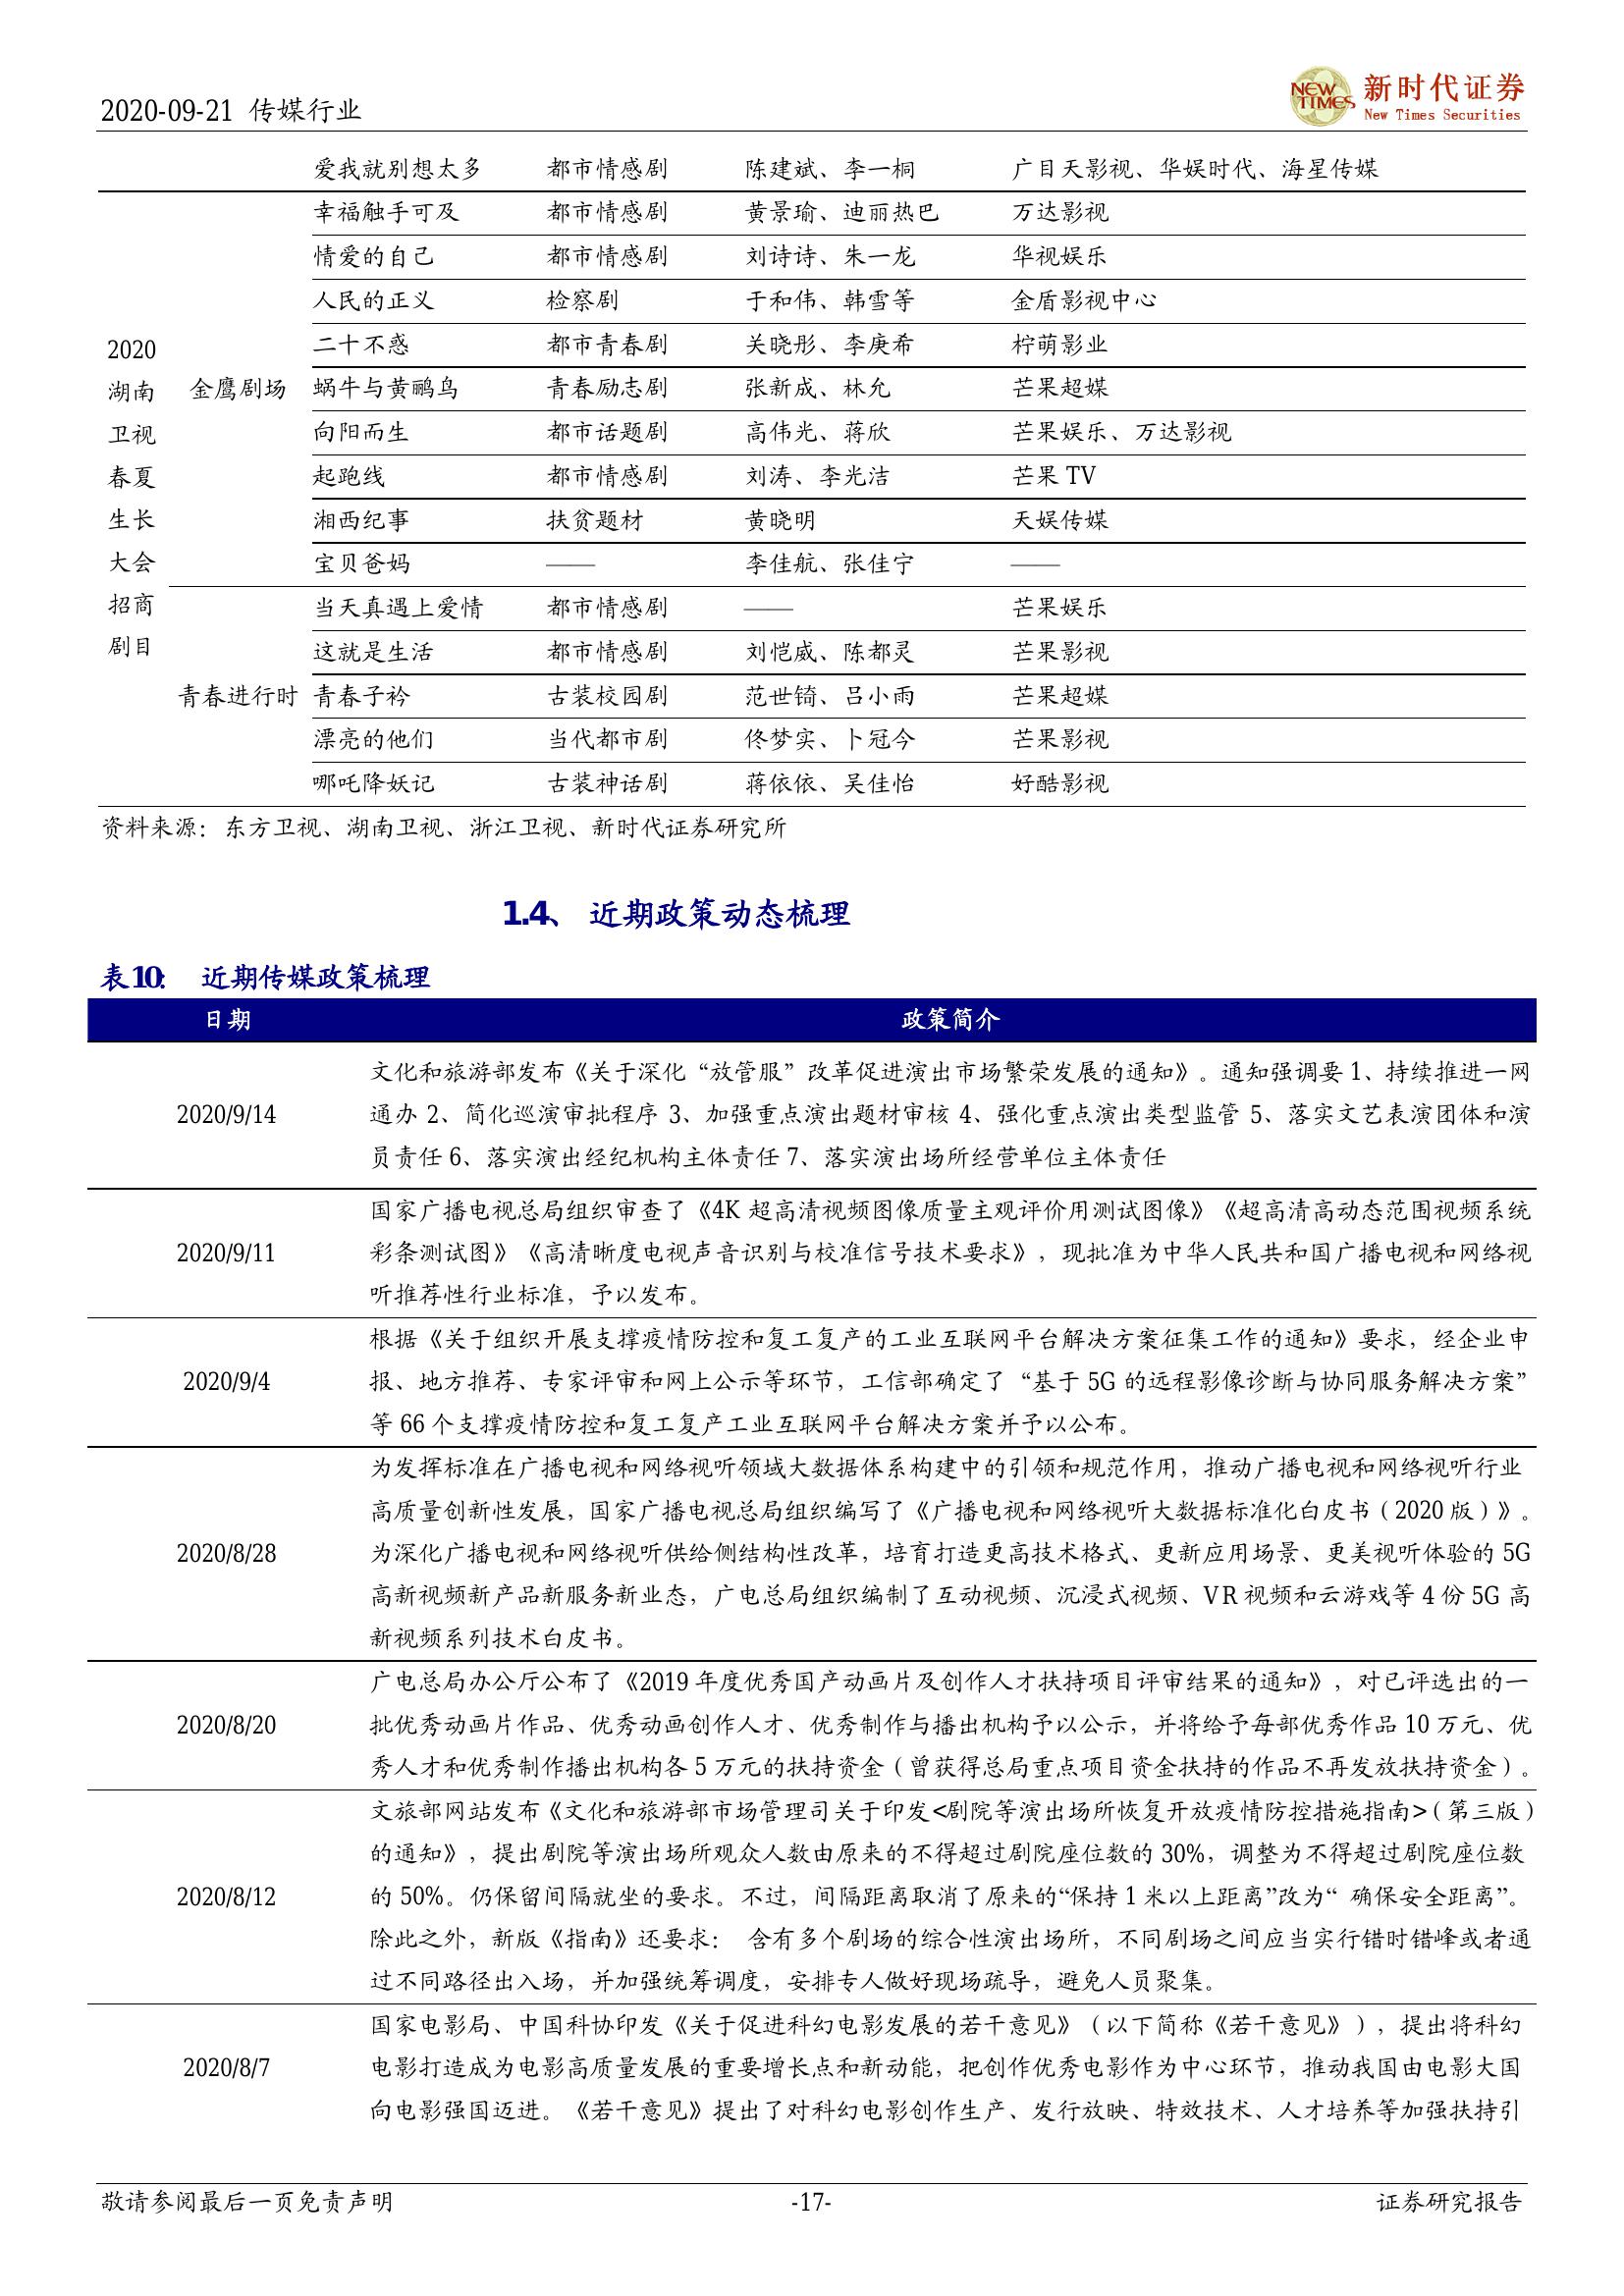 2020-09-21 传媒行业
NEW TIMES 新时代证券
New Times Securities
爱我就别想太多 都市情感剧 陈建斌、李一桐 广目天影视、华娱时代、海星传媒
幸福触手可及 都市情感剧 黄景瑜、迪丽热巴 万达影视
情爱的自己 都市情感剧 刘诗诗、朱一龙 华视娱乐
人民的正义 检察剧 于和伟、韩雪等 金盾影视中心
2020
二十不惑 都市青春剧 关晓彤、李庚希 柠萌影业
湖南 金鹰剧场 蜗牛与黄鹂鸟 青春励志剧 张新成、林允 芒果超媒
卫视 向阳而生 都市话题剧 高伟光、蒋欣 芒果娱乐、万达影视
春夏 起跑线 都市情感剧 刘涛、李光洁 芒果 TV
生长 湘西纪事 扶贫题材 黄晓明 天娱传媒
大会 宝贝爸妈 —— 李佳航、张佳宁 ——
招商 当天真遇上爱情 都市情感剧 —— 芒果娱乐
剧目 这就是生活 都市情感剧 刘恺威、陈都灵 芒果影视
青春进行时 青春子衿 古装校园剧 范世锜、吕小雨 芒果超媒
漂亮的他们 当代都市剧 佟梦实、卜冠今 芒果影视
哪吒降妖记 古装神话剧 蒋依依、吴佳怡 好酷影视
资料来源：东方卫视、湖南卫视、浙江卫视、新时代证券研究所
1.4、 近期政策动态梳理
表10： 近期传媒政策梳理
日期 政策简介
文化和旅游部发布《关于深化“放管服”改革促进演出市场繁荣发展的通知》。通知强调要 1、持续推进一网
2020/9/14 通办 2、简化巡演审批程序 3、加强重点演出题材审核 4、强化重点演出类型监管 5、落实文艺表演团体和演
员责任 6、落实演出经纪机构主体责任 7、落实演出场所经营单位主体责任
国家广播电视总局组织审查了《4K 超高清视频图像质量主观评价用测试图像》《超高清高动态范围视频系统
2020/9/11 彩条测试图》《高清晰度电视声音识别与校准信号技术要求》，现批准为中华人民共和国广播电视和网络视
听推荐性行业标准，予以发布。
根据《关于组织开展支撑疫情防控和复工复产的工业互联网平台解决方案征集工作的通知》要求，经企业申
2020/9/4 报、地方推荐、专家评审和网上公示等环节，工信部确定了“基于 5G 的远程影像诊断与协同服务解决方案”
等 66 个支撑疫情防控和复工复产工业互联网平台解决方案并予以公布。
为发挥标准在广播电视和网络视听领域大数据体系构建中的引领和规范作用，推动广播电视和网络视听行业
高质量创新性发展，国家广播电视总局组织编写了《广播电视和网络视听大数据标准化白皮书（2020 版）》。
2020/8/28 为深化广播电视和网络视听供给侧结构性改革，培育打造更高技术格式、更新应用场景、更美视听体验的 5G
高新视频新产品新服务新业态，广电总局组织编制了互动视频、沉浸式视频、VR 视频和云游戏等 4 份 5G 高
新视频系列技术白皮书。
广电总局办公厅公布了《2019 年度优秀国产动画片及创作人才扶持项目评审结果的通知》，对已评选出的一
2020/8/20 批优秀动画片作品、优秀动画创作人才、优秀制作与播出机构予以公示，并将给予每部优秀作品 10 万元、优
秀人才和优秀制作播出机构各 5 万元的扶持资金（曾获得总局重点项目资金扶持的作品不再发放扶持资金）。
文旅部网站发布《文化和旅游部市场管理司关于印发<剧院等演出场所恢复开放疫情防控措施指南>（第三版）
的通知》，提出剧院等演出场所观众人数由原来的不得超过剧院座位数的 30%，调整为不得超过剧院座位数
2020/8/12 的 50%。仍保留间隔就坐的要求。不过，间隔距离取消了原来的“保持 1 米以上距离”改为“ 确保安全距离”。
除此之外，新版《指南》还要求： 含有多个剧场的综合性演出场所，不同剧场之间应当实行错时错峰或者通
过不同路径出入场，并加强统筹调度，安排专人做好现场疏导，避免人员聚集。
国家电影局、中国科协印发《关于促进科幻电影发展的若干意见》（以下简称《若干意见》），提出将科幻
2020/8/7 电影打造成为电影高质量发展的重要增长点和新动能，把创作优秀电影作为中心环节，推动我国由电影大国
向电影强国迈进。《若干意见》提出了对科幻电影创作生产、发行放映、特效技术、人才培养等加强扶持引
敬请参阅最后一页免责声明 -17- 证券研究报告